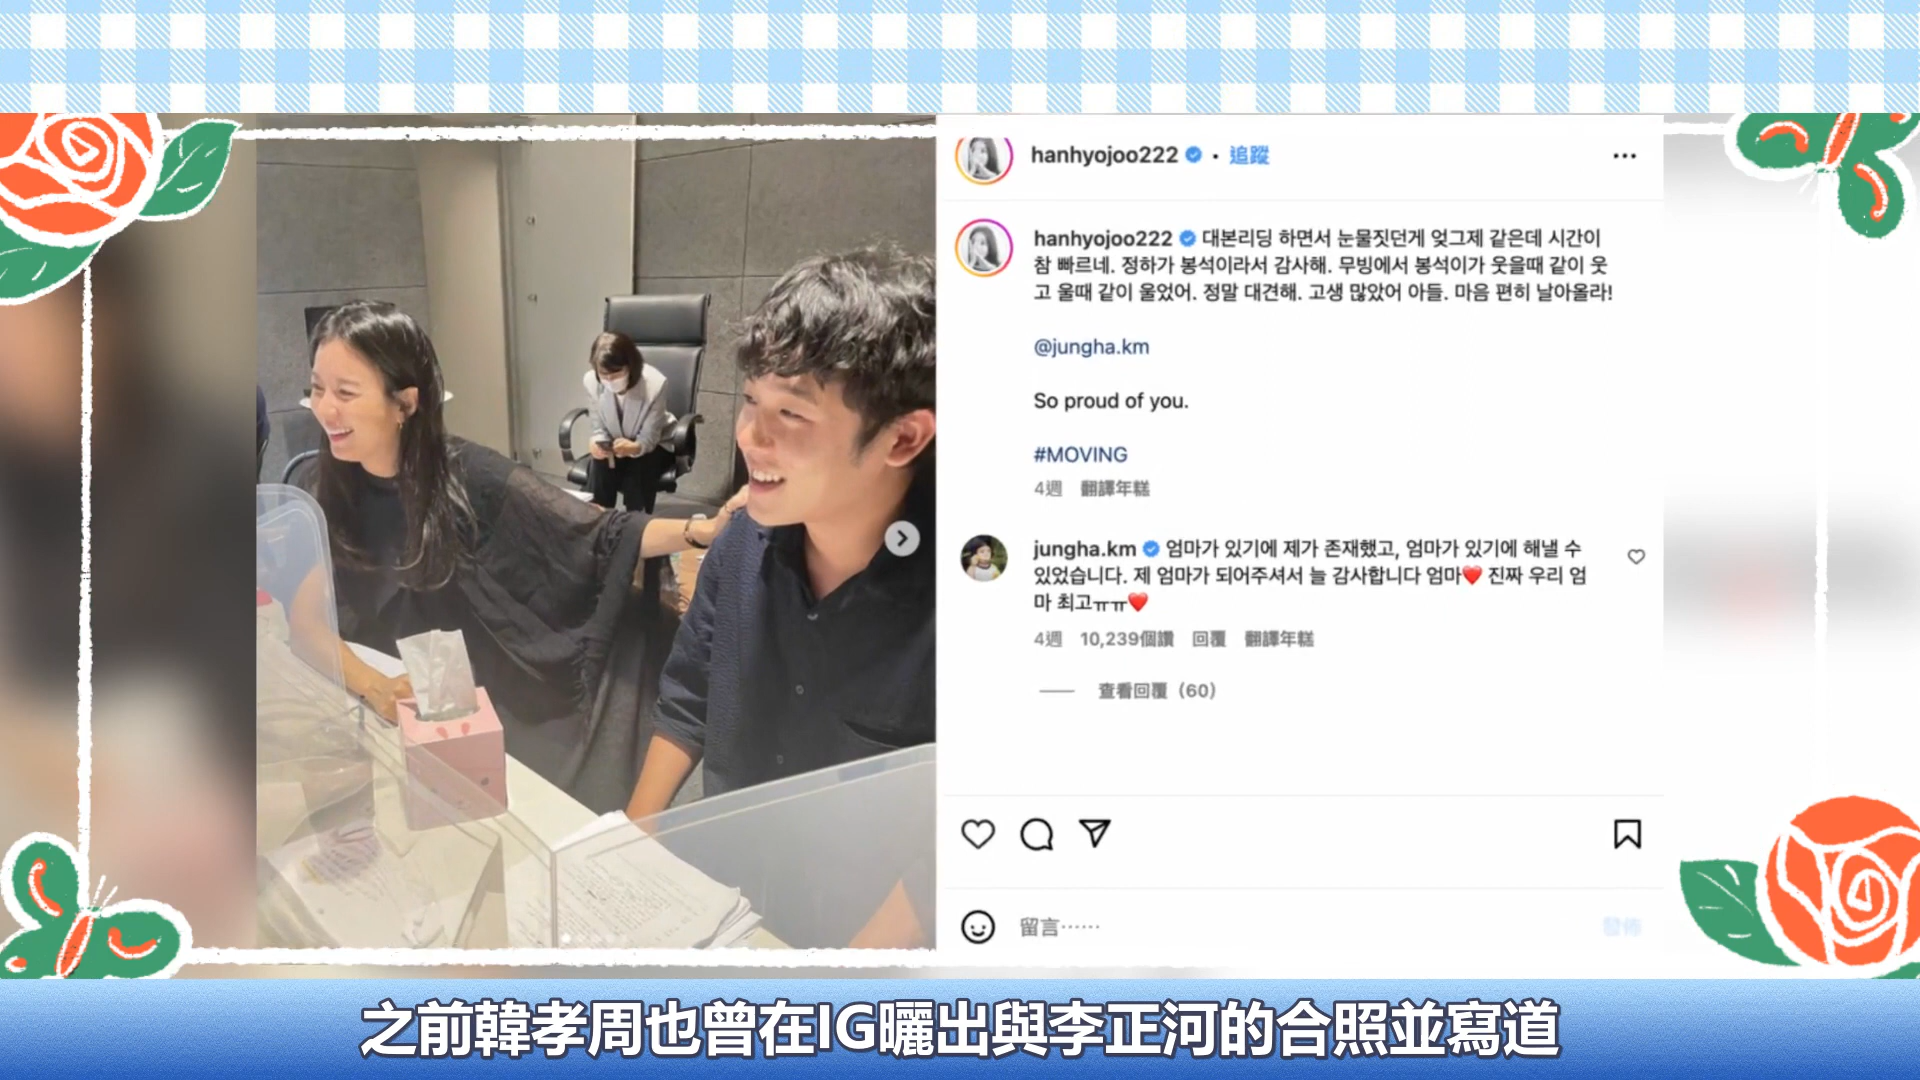 hanhyojoo222 • 追蹤
hanhyojoo222 대본리딩 하면서 눈물짓던게 엊그제 같은데 시간이
참 빠르네. 정하가 봉석이라서 감사해. 무빙에서 봉석이가 웃을때 같이 웃
고 울때 같이 울었어. 정말 대견해. 고생 많았어 아들. 마음 편히 날아올라!
@jungha.km
So proud of you.
#MOVING
4週 翻譯年糕
jungha.km 엄마가 있기에 제가 존재했고, 엄마가 있기에 해낼 수
있었습니다. 제 엄마가 되어주셔서 늘 감사합니다 엄마❤️ 진짜 우리 엄
마 최고ㅠㅠ❤️
4週 10,239個讚 回覆 翻譯年糕
查看回覆（60）
留言……
發佈
之前韓孝周也曾在IG曬出與李正河的合照並寫道